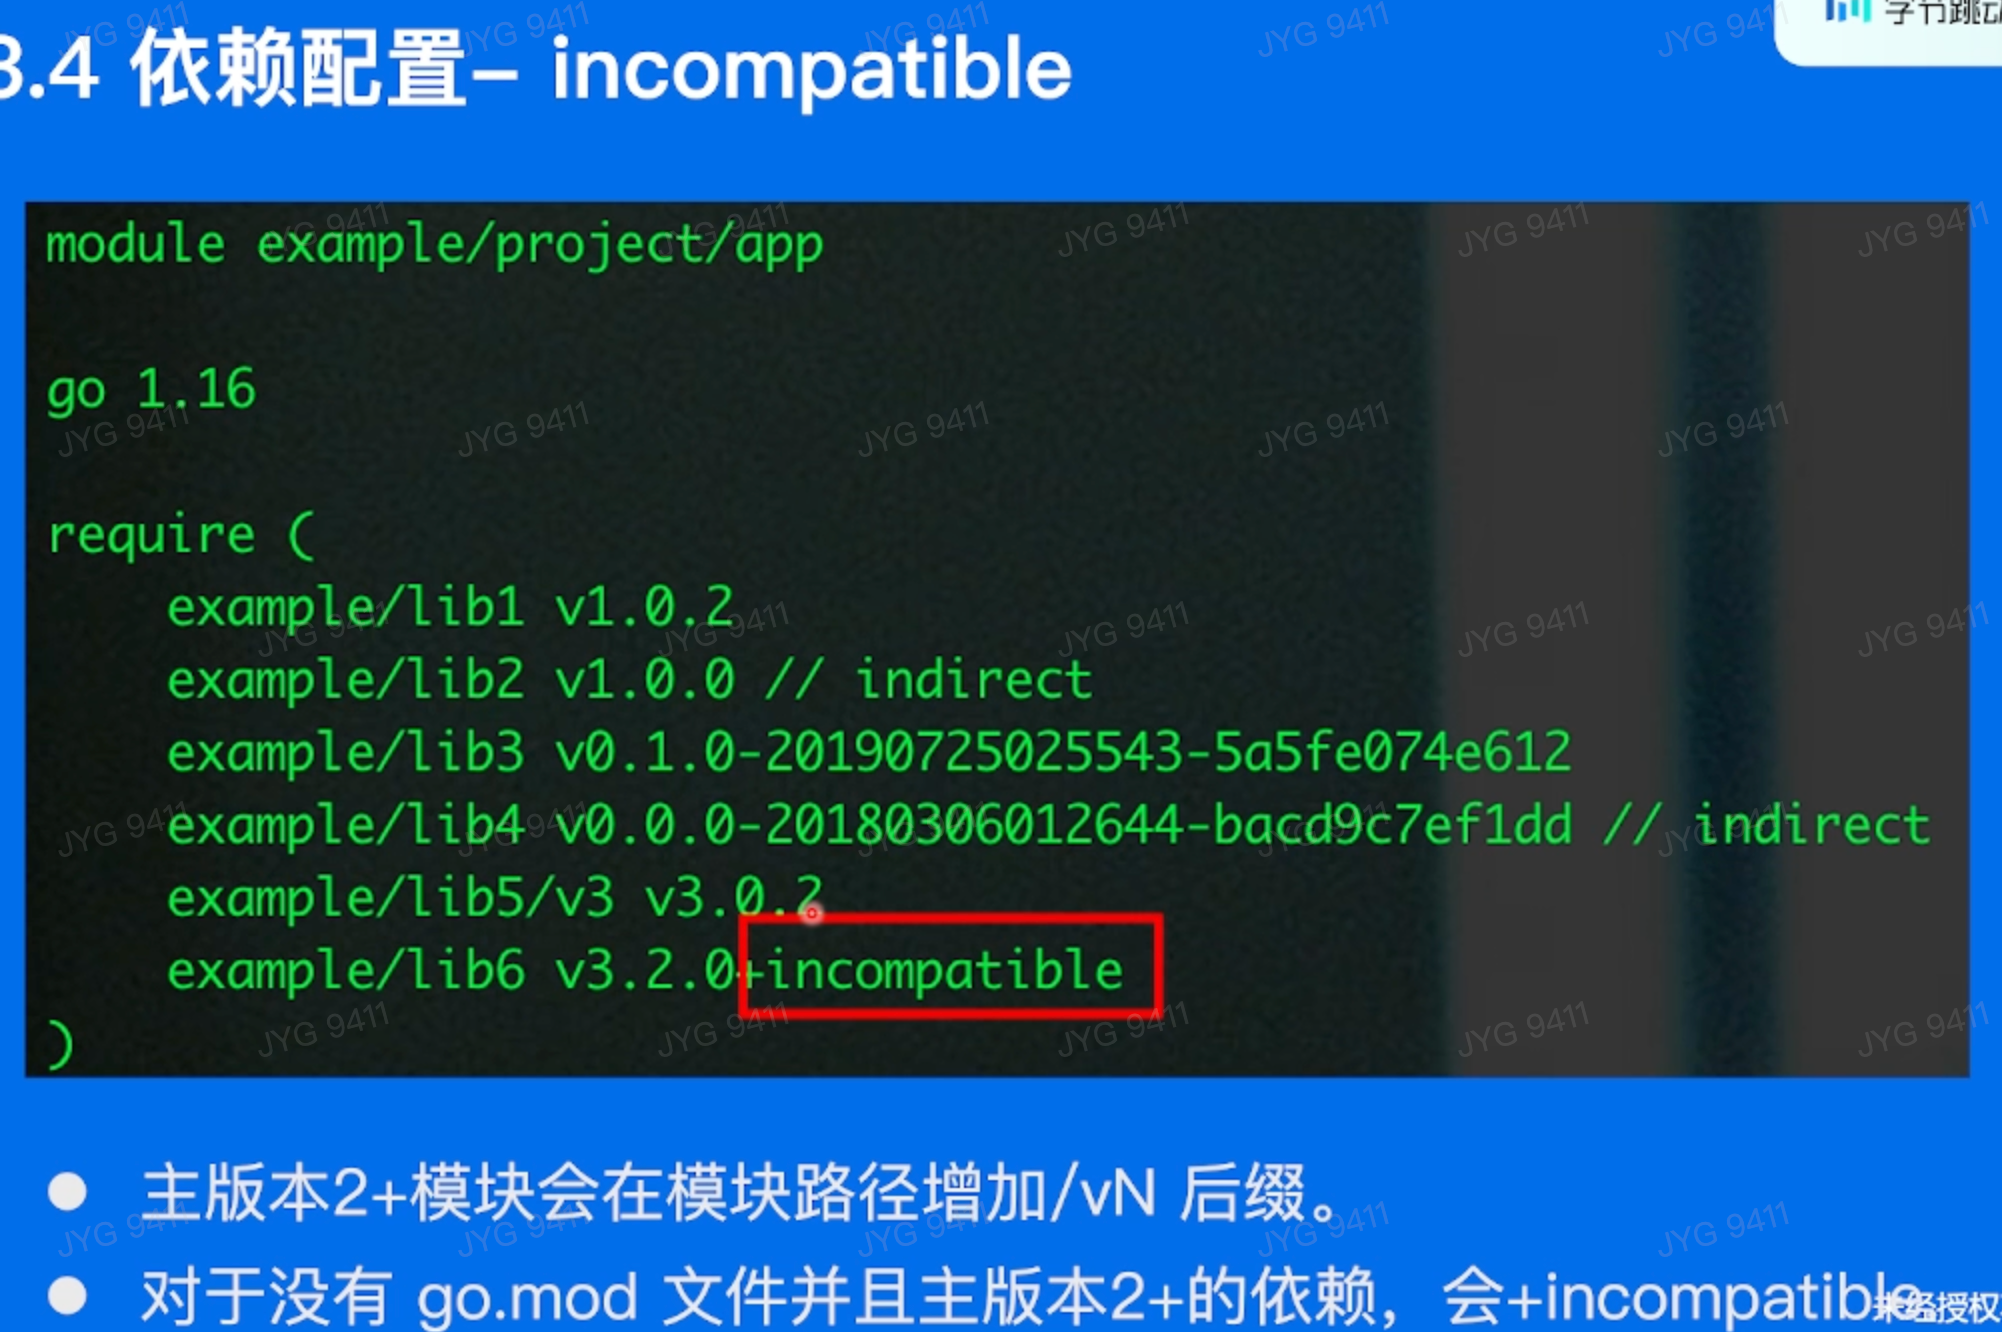 3.4 依赖配置– incompatible
字节跳动
module example/project/app
go 1.16
require (
example/lib1 v1.0.2
example/lib2 v1.0.0 // indirect
example/lib3 v0.1.0-20190725025543-5a5fe074e612
example/lib4 v0.0.0-20180306012644-bacd9c7ef1dd // indirect
example/lib5/v3 v3.0.2
example/lib6 v3.2.0+incompatible
)
主版本2+模块会在模块路径增加/vN 后缀。
对于没有 go.mod 文件并且主版本2+的依赖，会+incompatible
未经授权
JYG 9411